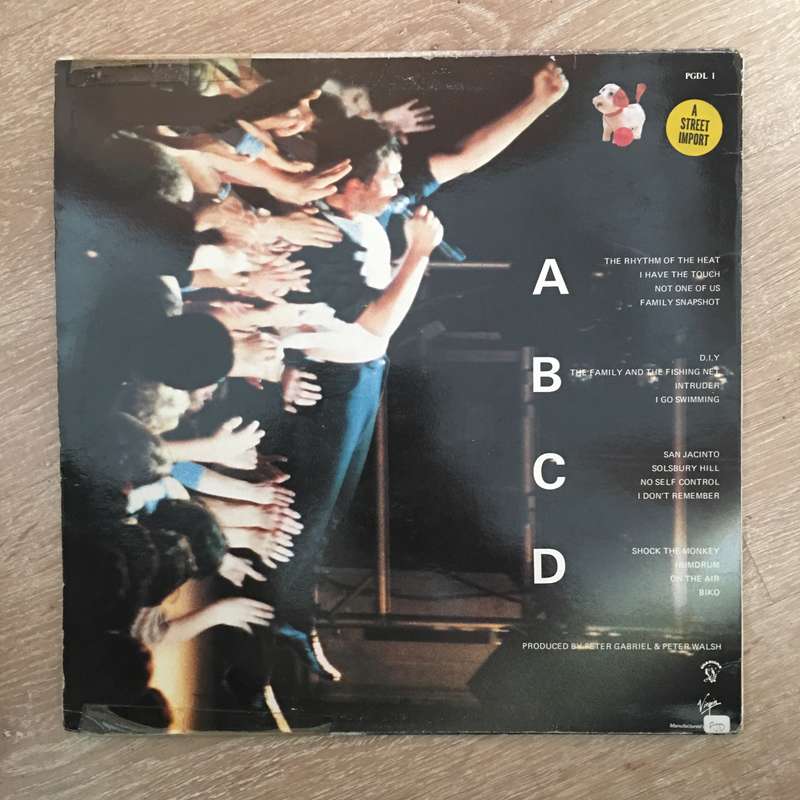 PGDL 1
A
STREET
IMPORT
A
THE RHYTHM OF THE HEAT
I HAVE THE TOUCH
NOT ONE OF US
FAMILY SNAPSHOT
B
D.I.Y
THE FAMILY AND THE FISHING NET
INTRUDER
I GO SWIMMING
C
SAN JACINTO
SOLSBURY HILL
NO SELF CONTROL
I DON'T REMEMBER
D
SHOCK THE MONKEY
HUMDRUM
ON THE AIR
BIKO
PRODUCED BY PETER GABRIEL & PETER WALSH
Virgin
Manufactured